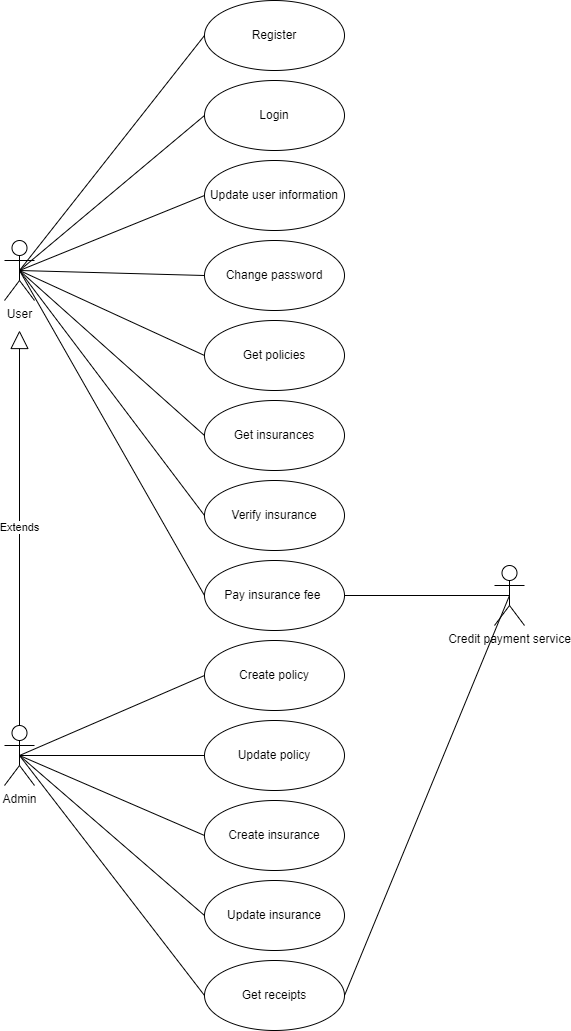 Register
Login
Update user information
Change password
User
Get policies
Get insurances
Verify insurance
Extends
Pay insurance fee
Credit payment service
Create policy
Update policy
Admin
Create insurance
Update insurance
Get receipts